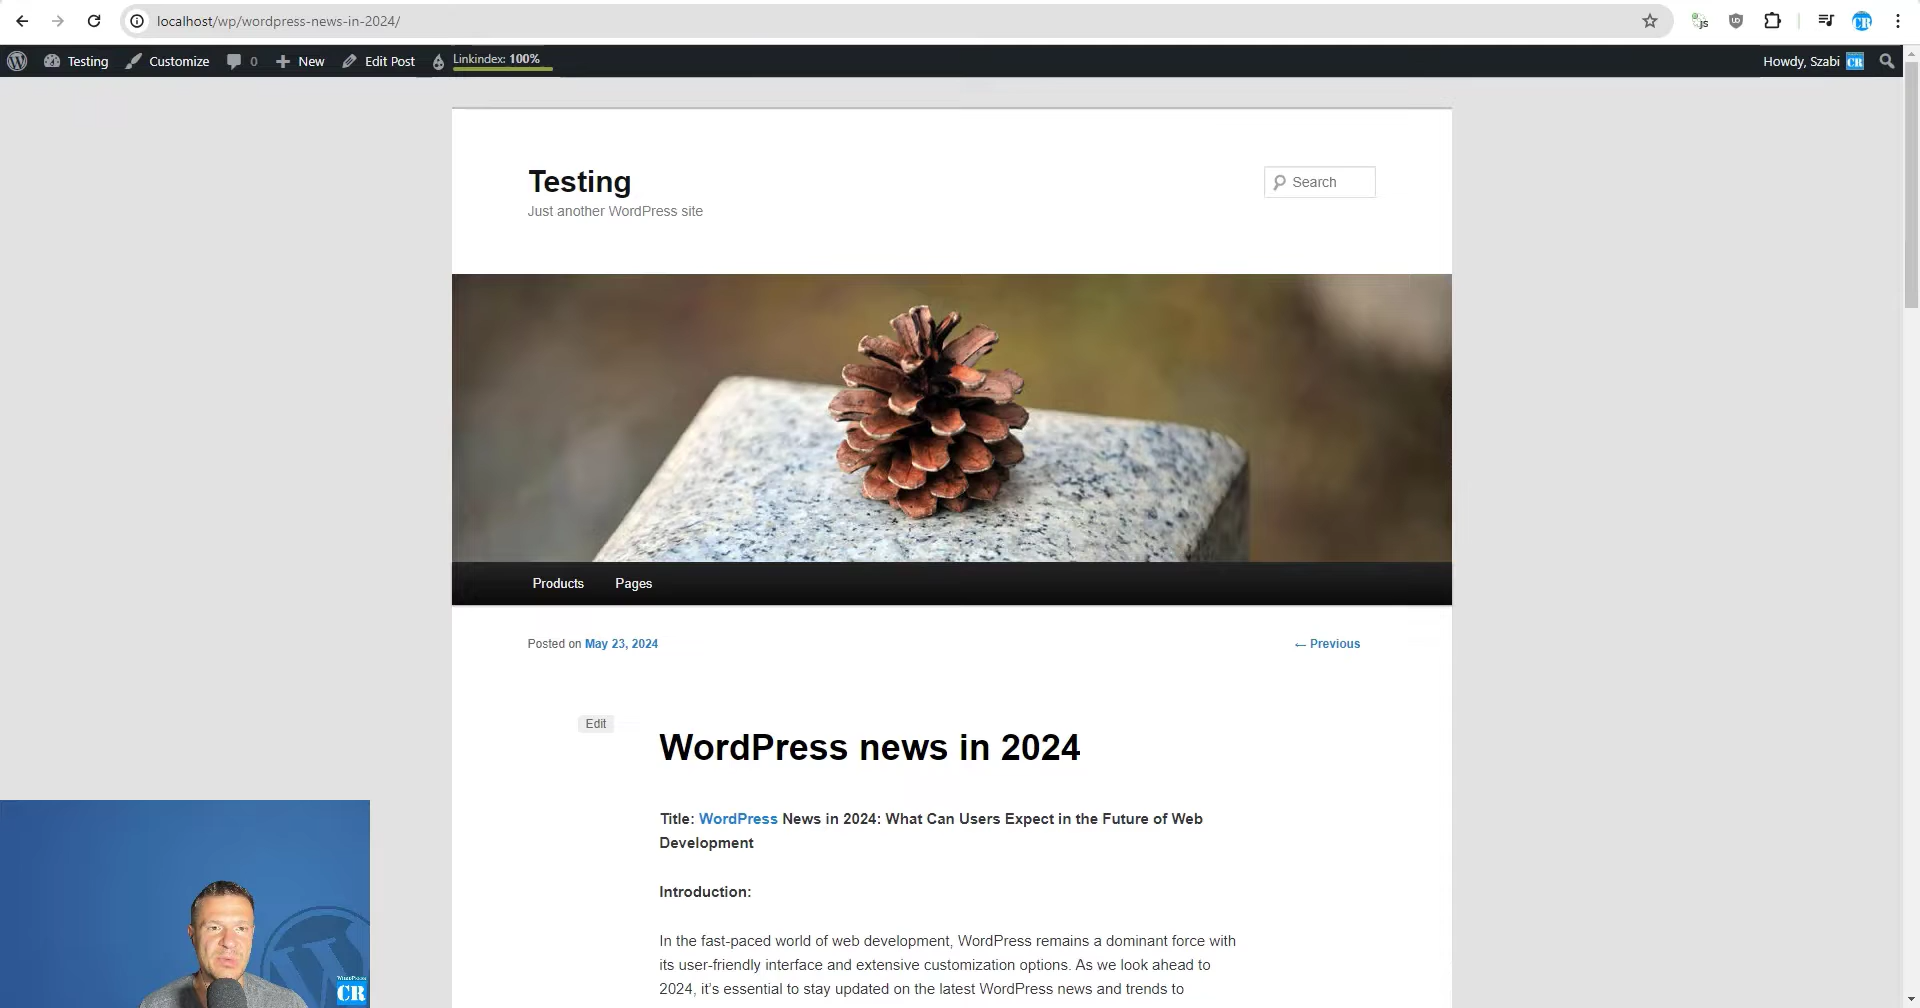 localhost/wp/wordpress-news-in-2024/
Testing Customize 0 New Edit Post Linkindex: 100% Howdy, Szabi CR
Testing
Just another WordPress site
Search
Products Pages
Posted on May 23, 2024 ← Previous
Edit
WordPress news in 2024
Title: WordPress News in 2024: What Can Users Expect in the Future of Web
Development
Introduction:
In the fast-paced world of web development, WordPress remains a dominant force with
its user-friendly interface and extensive customization options. As we look ahead to
2024, it's essential to stay updated on the latest WordPress news and trends to
CR